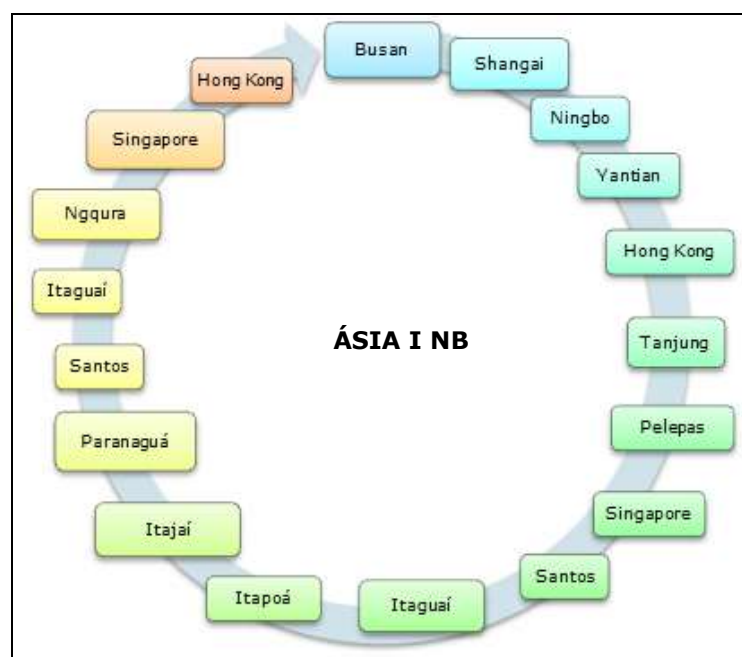 Busan
Shangai
Ningbo
Yantian
Hong Kong
Tanjung
Pelepas
Singapore
Santos
Itaguaí
Itapoá
Itajaí
Paranaguá
Santos
Itaguaí
Ngqura
Singapore
Hong Kong
ÁSIA I NB